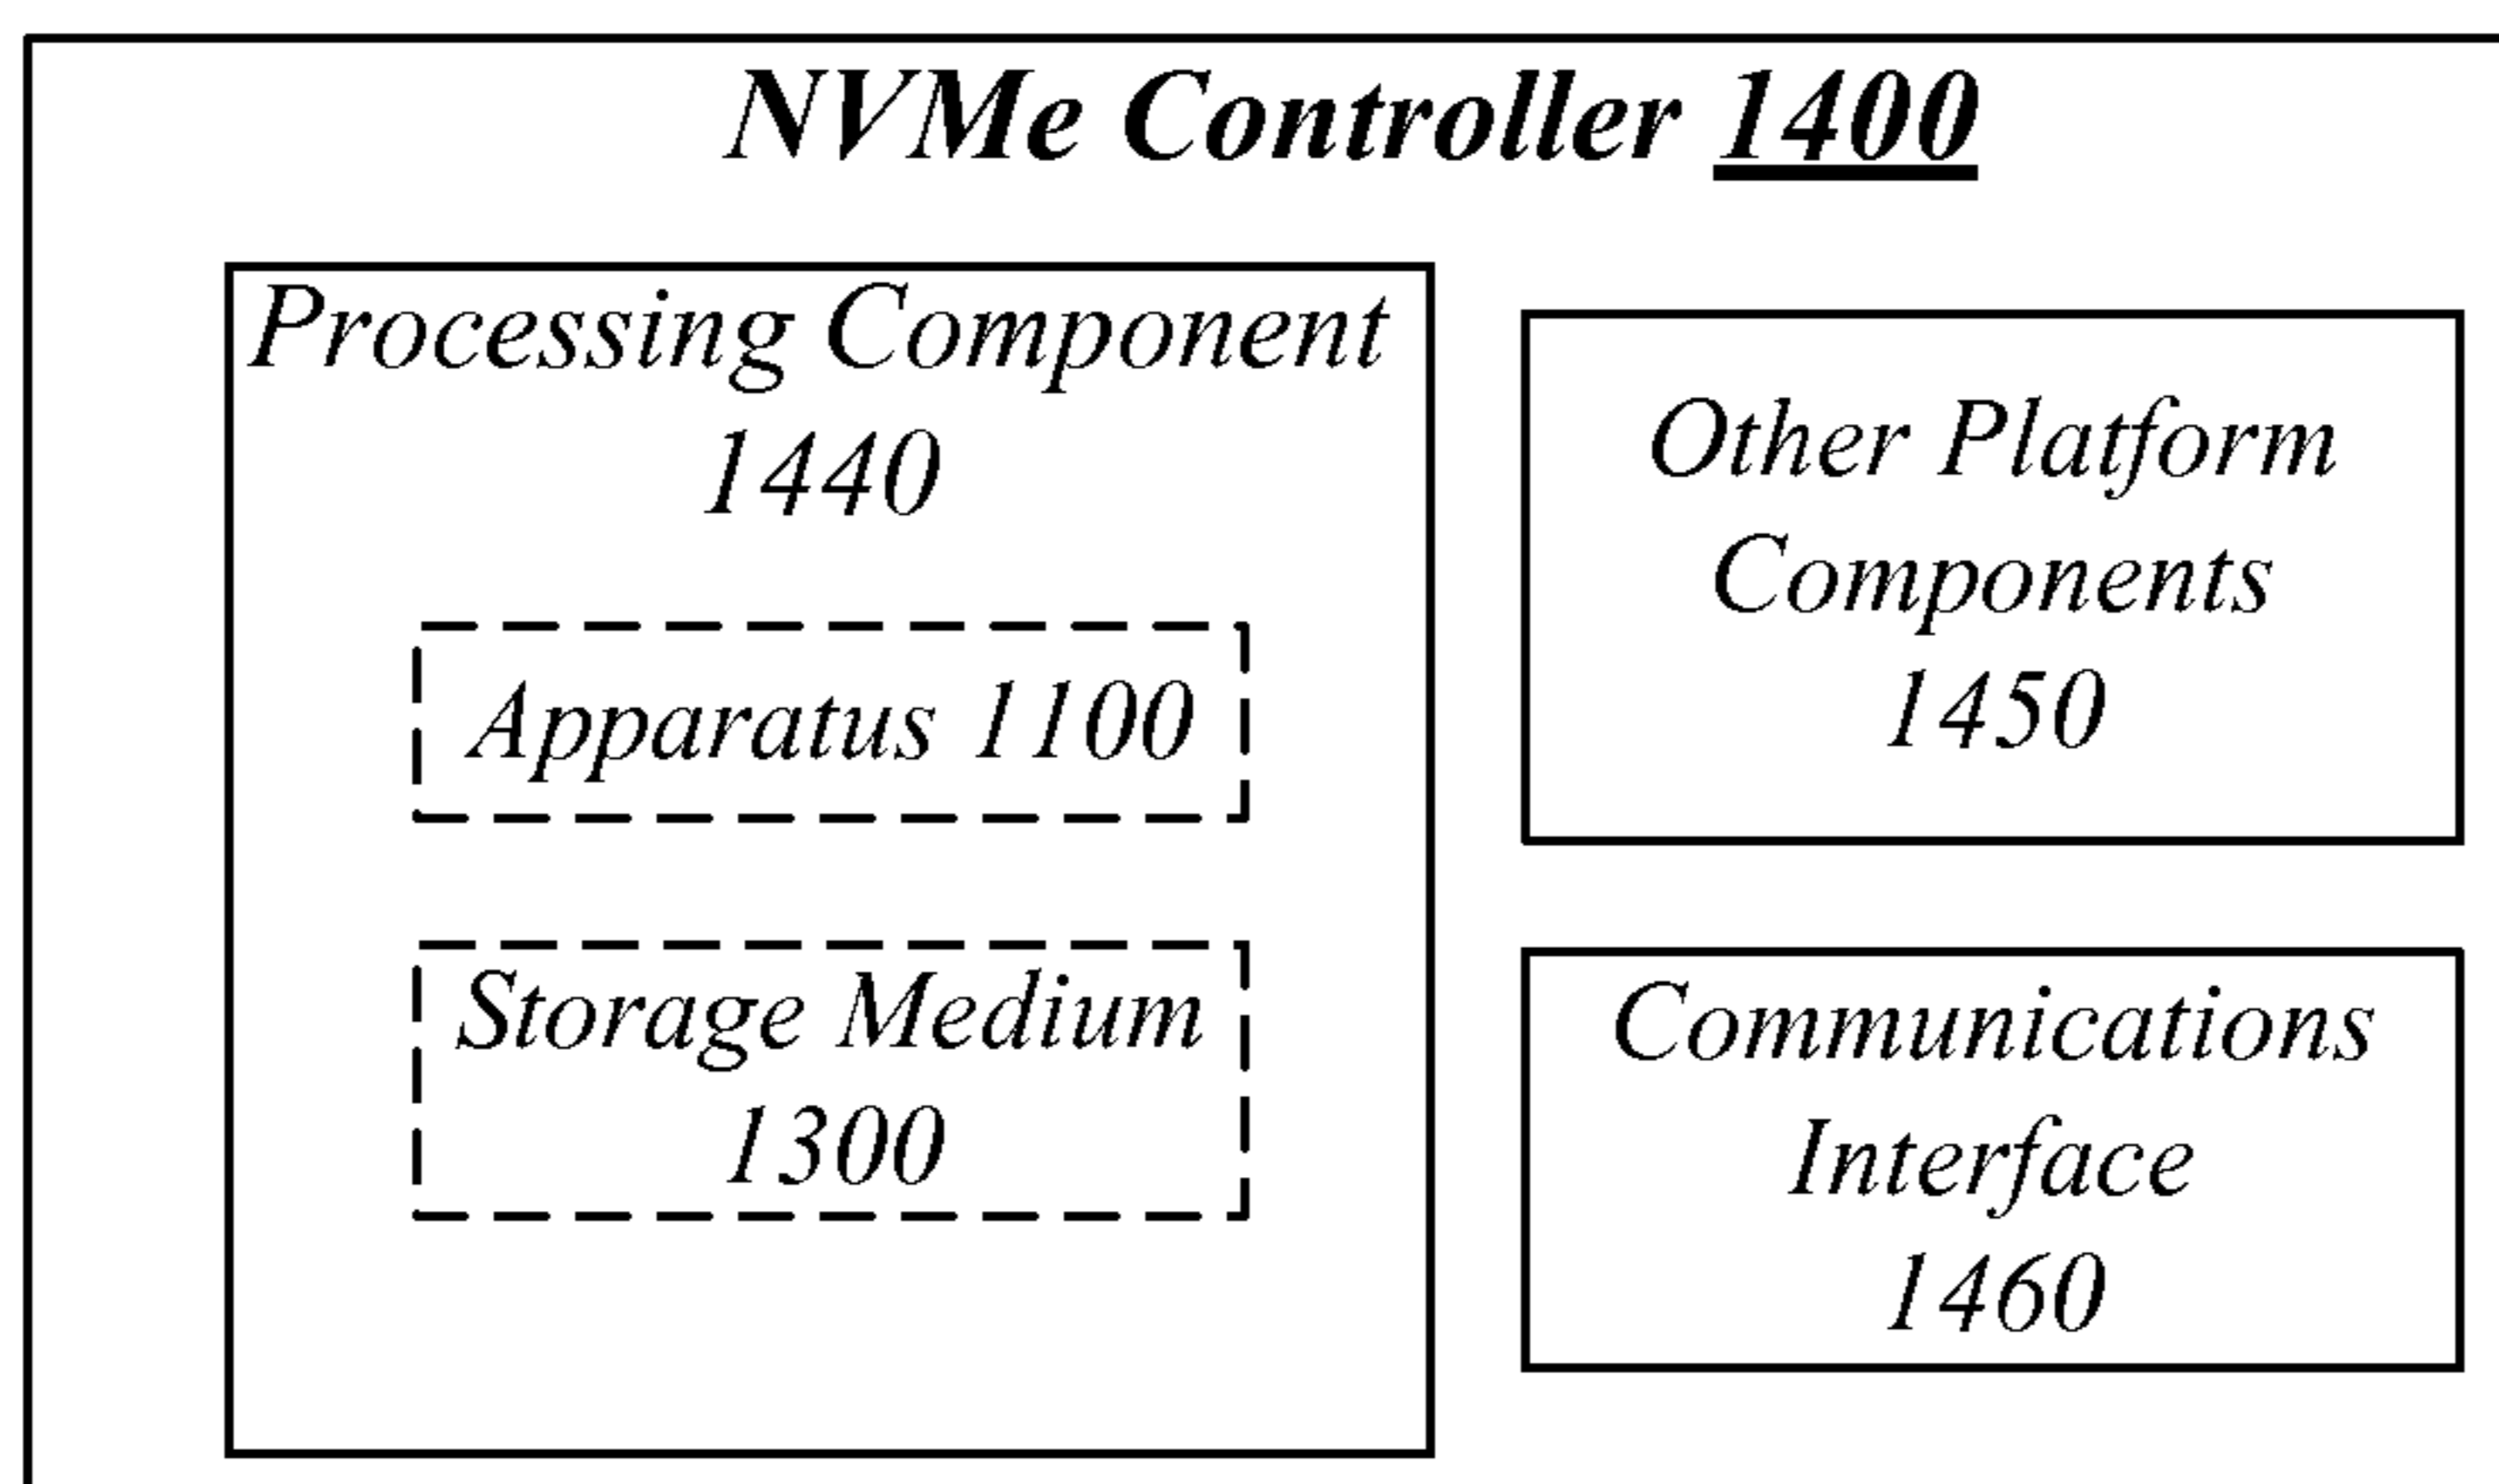 NVMe Controller 1400
Processing Component
1440
Apparatus 1100
Storage Medium
1300
Other Platform
Components
1450
Communications
Interface
1460